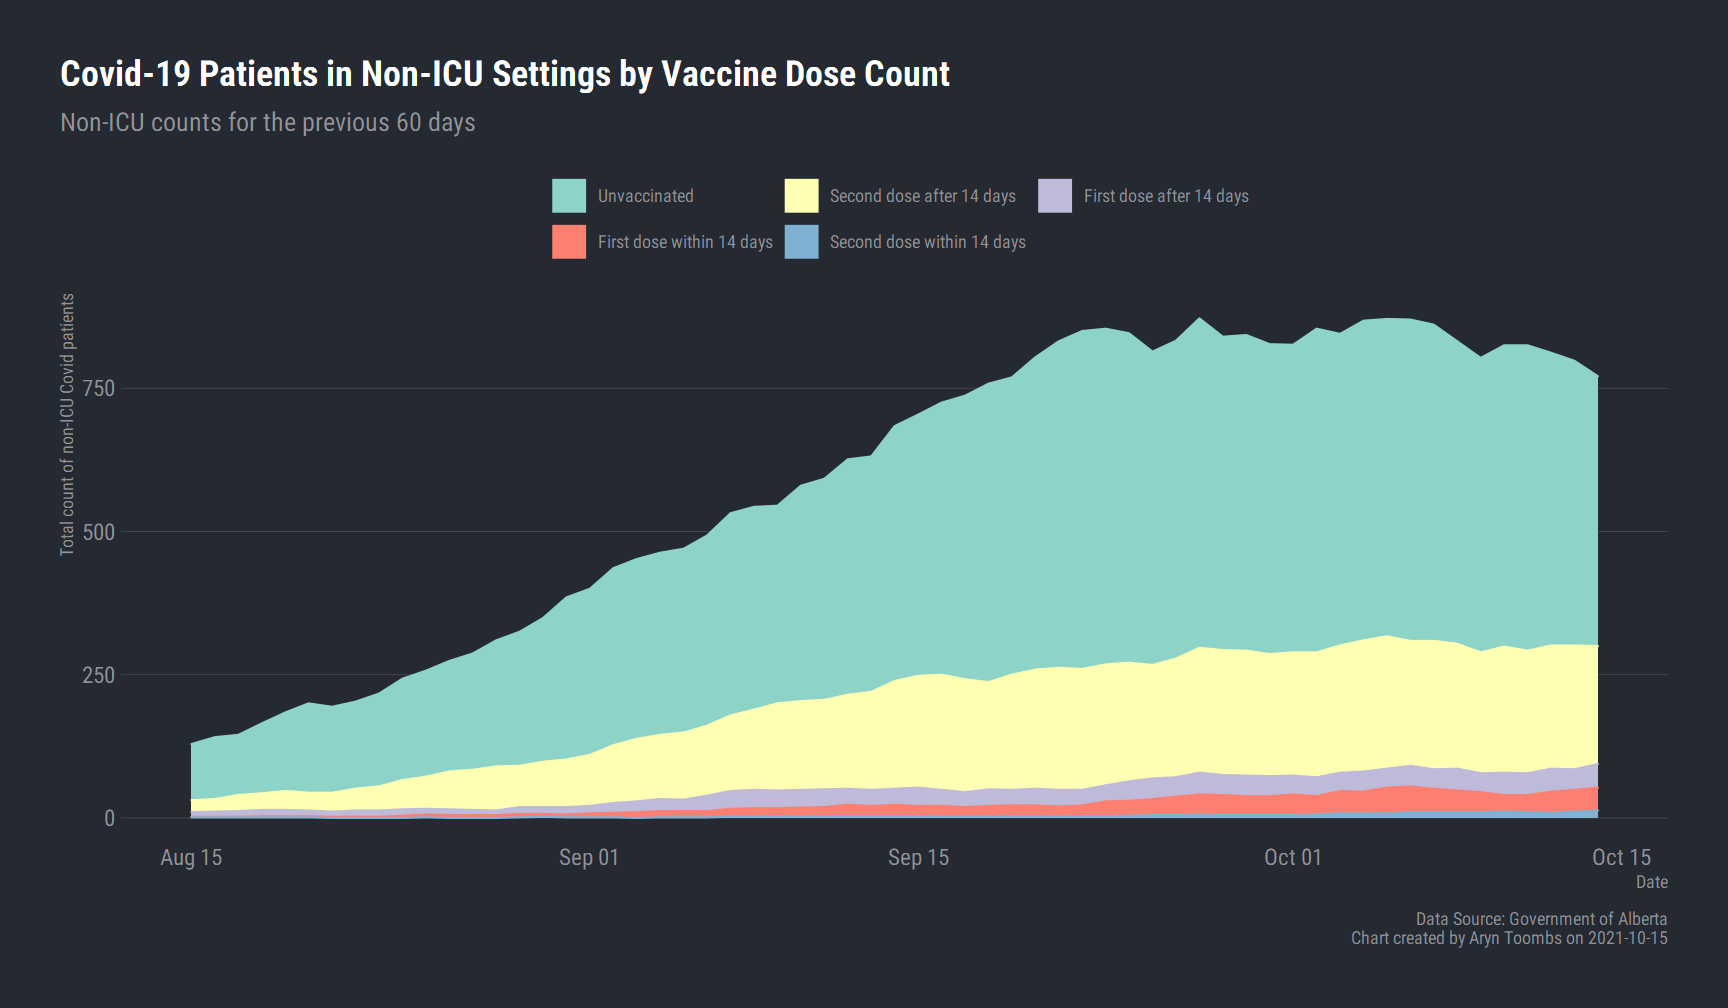 Covid-19 Patients in Non-ICU Settings by Vaccine Dose Count
Non-ICU counts for the previous 60 days
Unvaccinated
Second dose after 14 days
First dose after 14 days
First dose within 14 days
Second dose within 14 days
Total count of non-ICU Covid patients
750
500
250
0
Aug 15
Sep 01
Sep 15
Oct 01
Oct 15
Date
Data Source: Government of Alberta
Chart created by Aryn Toombs on 2021-10-15